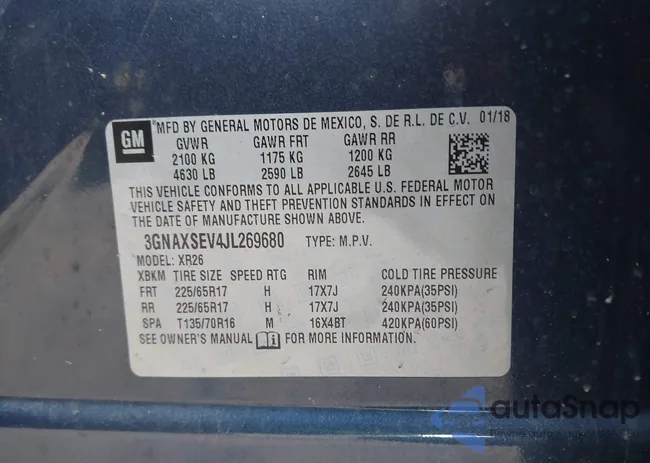 GM
*MFD BY GENERAL MOTORS DE MEXICO, S. DE R.L. DE C.V. 01/18
GVWR GAWR FRT GAWR RR
2100 KG 1175 KG 1200 KG
4630 LB 2590 LB 2645 LB
THIS VEHICLE CONFORMS TO ALL APPLICABLE U.S. FEDERAL MOTOR
VEHICLE SAFETY AND THEFT PREVENTION STANDARDS IN EFFECT ON
THE DATE OF MANUFACTURE SHOWN ABOVE.
3GNAXSEV4JL269680 TYPE: M.P.V.
MODEL: XR26
XBKM TIRE SIZE SPEED RTG RIM COLD TIRE PRESSURE
FRT 225/65R17 H 17X7J 240KPA(35PSI)
RR 225/65R17 H 17X7J 240KPA(35PSI)
SPA T135/70R16 M 16X4BT 420KPA(60PSI)
SEE OWNER'S MANUAL FOR MORE INFORMATION.
autoSnap